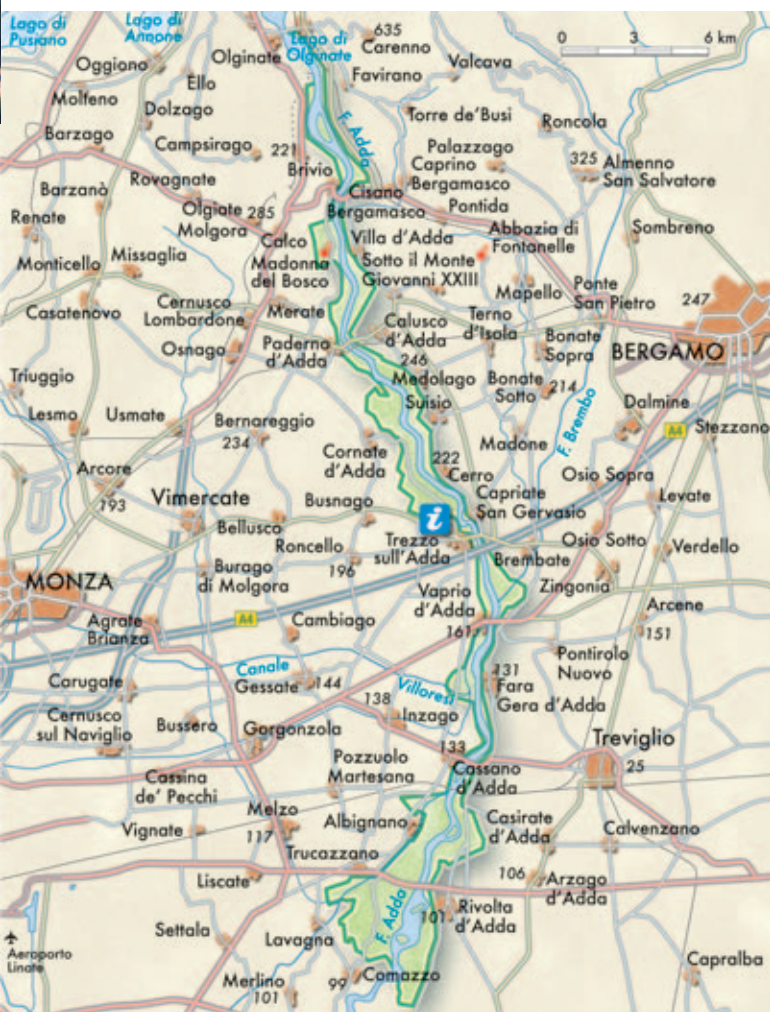 Lago di
Pusiano
Lago di
Annone
Olginate
Lago di
Olginate
635
Carenno
0 3 6 km
Oggiono
Valcava
Ello
Favirano
Molteno
Dolzago
F. Adda
Torre de'Busi
Roncola
Barzago
Campsirago
221
Palazzago
Caprino
Bergamasco
325
Almenno
San Salvatore
Brivio
Rovagnate
Cisano
Bergamasco
Barzanò
Olgiate
Molgora
285
Pontida
Renate
Calco
Villa d'Adda
Abbazia di
Fontanelle
Sombreno
Monticello
Missaglia
Madonna
del Bosco
Sotto il Monte
Giovanni XXIII
Mapello
Ponte
San Pietro
247
Casatenovo
Cernusco
Lombardone
Merate
Calusco
d'Adda
Terno
d'Isola
Osnago
Paderna
d'Adda
246
Bonate
Sopra
BERGAMO
Triuggio
Medolago
Bonate
Sotto
214
Lesmo
Usmate
Bernareggio
234
Suisio
F. Brembo
Dalmine
A4
Stezzano
Cornate
d'Adda
Madone
222
Cerro
Arcore
193
Vimercate
Osio Sopra
Busnago
Capriate
San Gervasio
Levate
Bellusco
i
Roncello
196
Trezzo
sull'Adda
Brembate
Osio Sotto
Verdello
MONZA
Burago
di Molgora
Zingonia
Vaprio
d'Adda
161
Agrate
Brianza
A4
Cambiago
Arcene
151
Canale
Villoresi
Pontirolo
Nuovo
Carugate
Gessate
144
131
Fara
Gera d'Adda
138
Cernusco
sul Naviglio
Bussero
Gorgonzola
Inzago
Treviglio
25
133
Cassano
d'Adda
Pozzuolo
Martesana
Cassina
de' Pecchi
Melzo
117
Vignate
Albignano
Casirate
d'Adda
Calvenzano
Trucazzano
Liscate
106
Arzago
d'Adda
F. Adda
101
Rivolta
d'Adda
Settala
Lavagna
Aeroporto
Linate
Merlino
101
99
Comazzo
Capralba